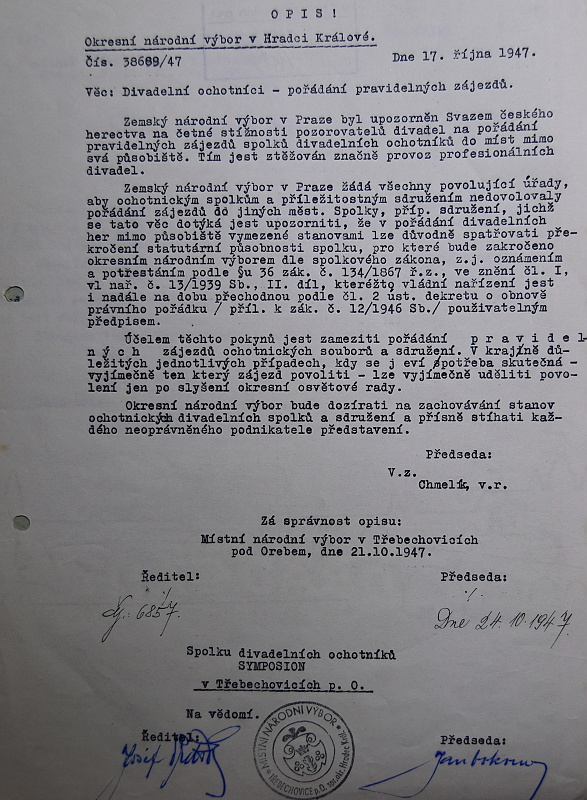 O P I S !
Okresní národní výbor v Hradci Králové.
Čís. 38689/47
Dne 17. října 1947.
Věc: Divadelní ochotníci - pořádání pravidelných zájezdů.
Zemský národní výbor v Praze byl upozorněn Svazem českého
herectva na četné stížnosti pozorovatelů divadel na pořádání
pravidelných zájezdů spolků divadelních ochotníků do míst mimo
svá působiště. Tím jest ztěžován značně provoz profesionálních
divadel.
Zemský národní výbor v Praze žádá všechny povolující úřady,
aby ochotnickým spolkům a příležitostným sdružením nedovolovaly
pořádání zájezdů do jiných měst. Spolky, příp. sdružení, jichž
se tato věc dotýká jest upozorniti, že v pořádání divadelních
her mimo působiště vymezené stanovami lze důvodně spatřovati pře-
kročení statutární působnosti spolku, pro které bude zakročeno
okresním národním výborem dle spolkového zákona, z.j. oznámením
a potrestáním podle §u 36 zák. č. 134/1867 ř.z., ve znění čl. I,
vl nař. č. 13/1939 Sb., II. díl, kteréžto vládní nařízení jest
i nadále na dobu přechodnou podle čl. 2 úst. dekretu o obnově
právního pořádku / příl. k zák. č. 12/1946 Sb./ použivatelným
předpisem.
Účelem těchto pokynů jest zameziti pořádání p r a v i d e l-
n ý c h zájezdů ochotnických souborů a sdružení. V krajíně dů-
ležitých jednotlivých případech, kdy se j eví potřeba skutečná -
vyjímečně ten který zájezd povoliti - lze vyjímečně uděliti povo-
lení jen po slyšení okresní osvětové rady.
Okresní národní výbor bude dozírati na zachovávání stanov
ochotnických divadelních spolků a sdružení a přísně stíhati kaž-
dého neoprávněného podnikatele představení.
Předseda:
V.z.
Chmelík, v.r.
Zá správnost opisu:
Místní národní výbor v Třebechovicích
pod Orebem, dne 21.10.1947.
Ředitel:
Předseda:
Čj.: 6857.
Dne 24.10.1947.
Spolku divadelních ochotníků
SYMPOSION
v Třebechovicích p. O.
Na vědomí.
MÍSTNÍ NÁRODNÍ VÝBOR
TŘEBECHOVICE p.O.
Ředitel:
Předseda:
Josef